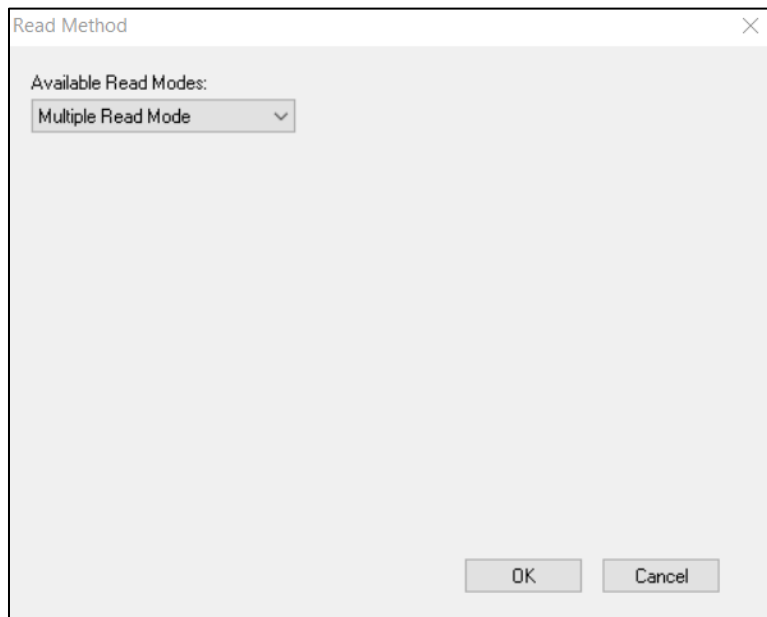 Read Method
Available Read Modes:
Multiple Read Mode
OK
Cancel